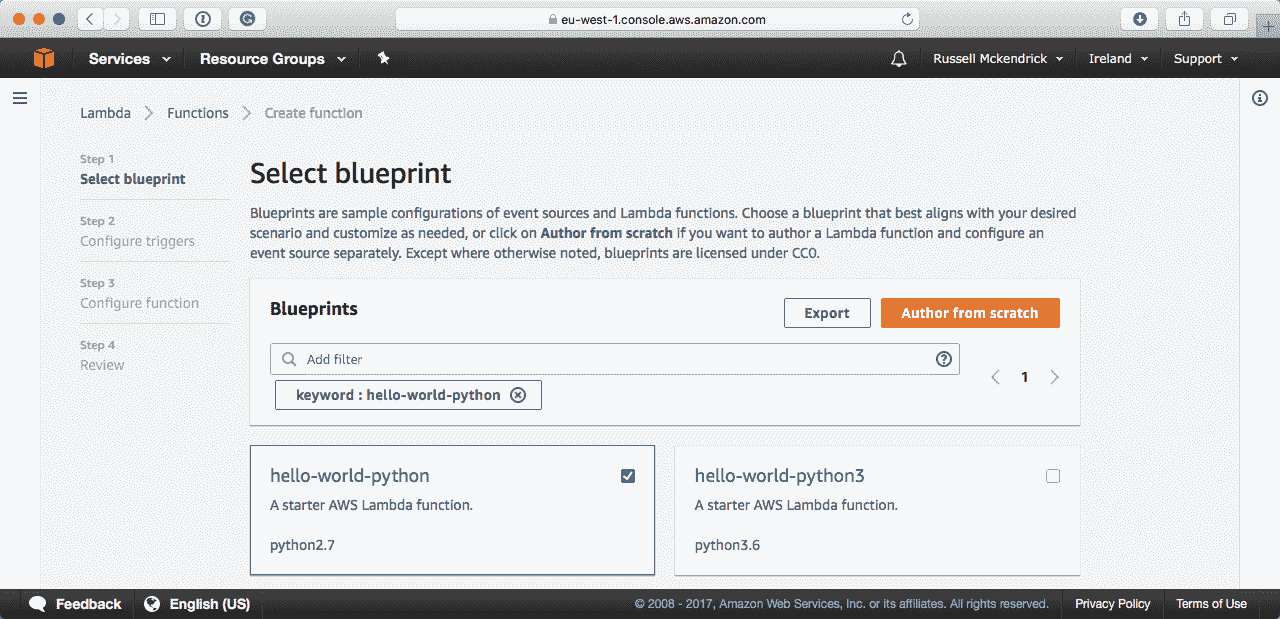 eu-west-1.console.aws.amazon.com
Services
Resource Groups
Russell Mckendrick
Ireland
Support
Lambda
Functions
Create function
Step 1
Select blueprint
Step 2
Configure triggers
Step 3
Configure function
Step 4
Review
Select blueprint
Blueprints are sample configurations of event sources and Lambda functions. Choose a blueprint that best aligns with your desired
scenario and customize as needed, or click on Author from scratch if you want to author a Lambda function and configure an
event source separately. Except where otherwise noted, blueprints are licensed under CC0.
Blueprints
Export
Author from scratch
Add filter
1
keyword : hello-world-python
hello-world-python
A starter AWS Lambda function.
python2.7
hello-world-python3
A starter AWS Lambda function.
python3.6
Feedback
English (US)
© 2008 - 2017, Amazon Web Services, Inc. or its affiliates. All rights reserved.
Privacy Policy
Terms of Use